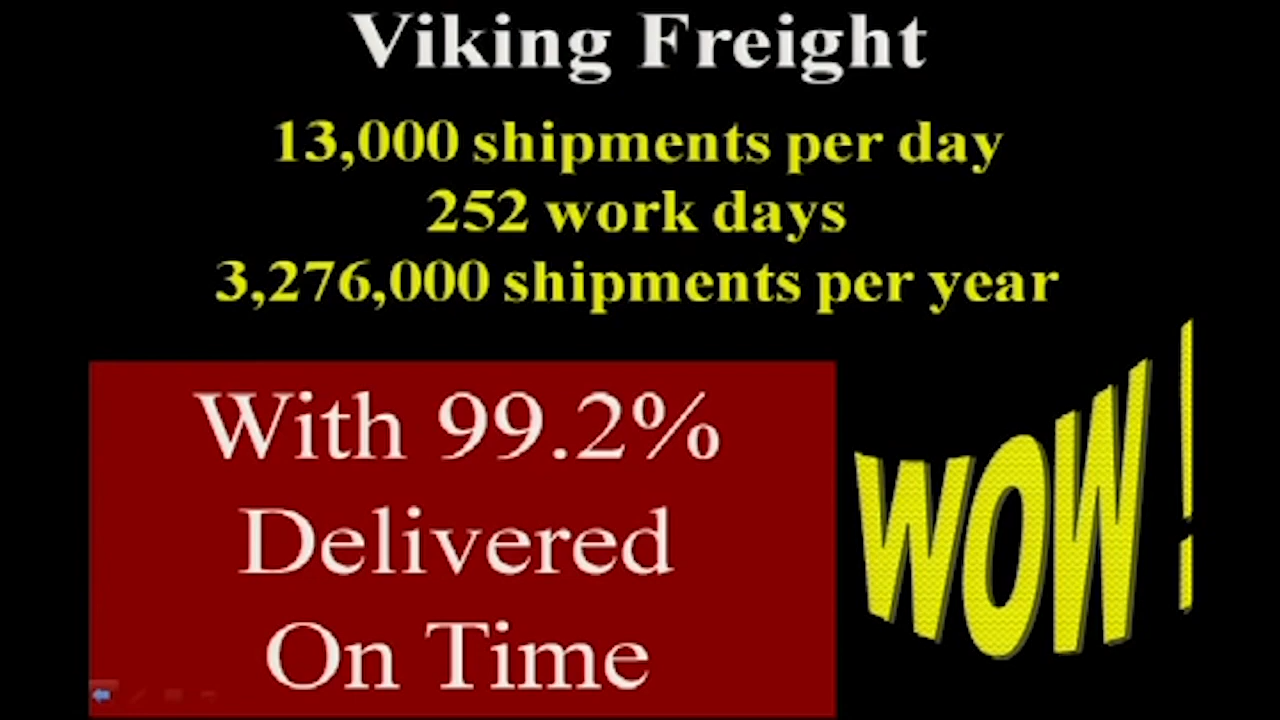 Viking Freight
13,000 shipments per day
252 work days
3,276,000 shipments per year
With 99.2%
Delivered
On Time
WOW!